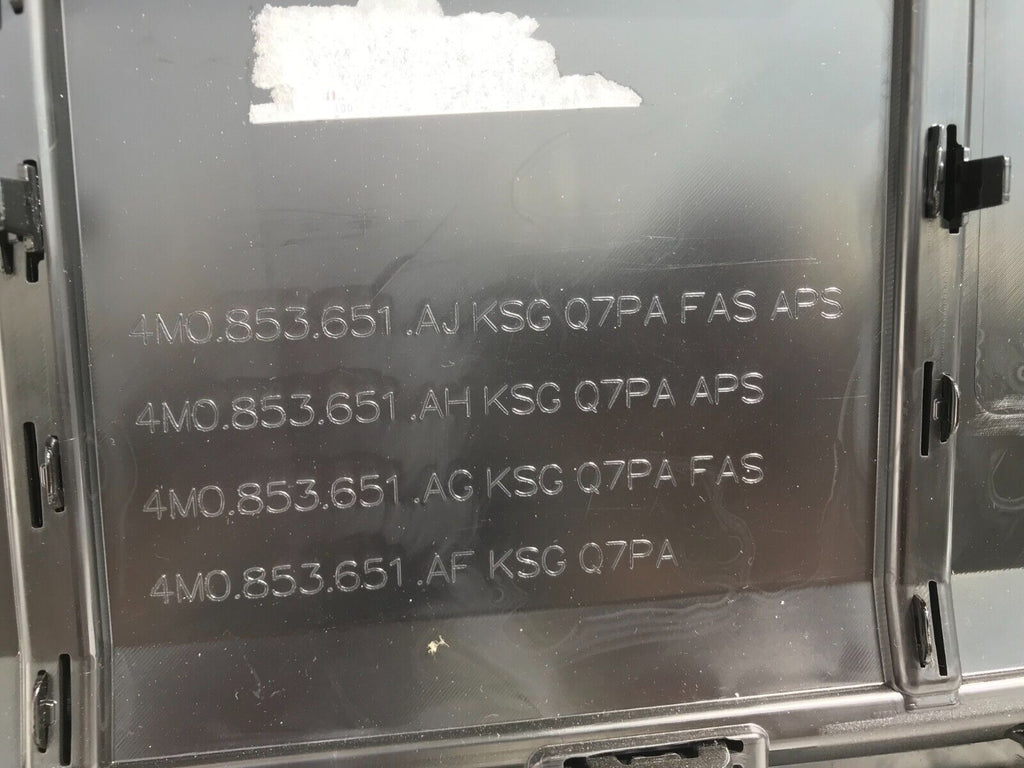 4M0.853.651.AJ KSG Q7PA FAS APS
4M0.853.651.AH KSG Q7PA APS
4M0.853.651.AG KSG Q7PA FAS
4M0.853.651.AF KSG Q7PA